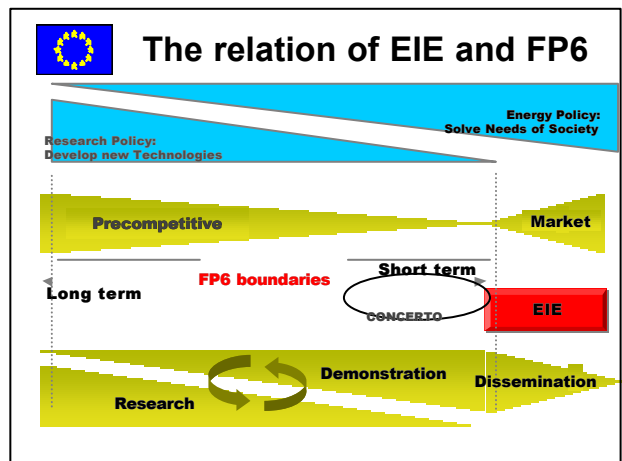 The relation of EIE and FP6
Energy Policy:
Solve Needs of Society
Research Policy:
Develop new Technologies
Precompetitive
Market
Short term
FP6 boundaries
Long term
CONCERTO
EIE
Demonstration
Dissemination
Research